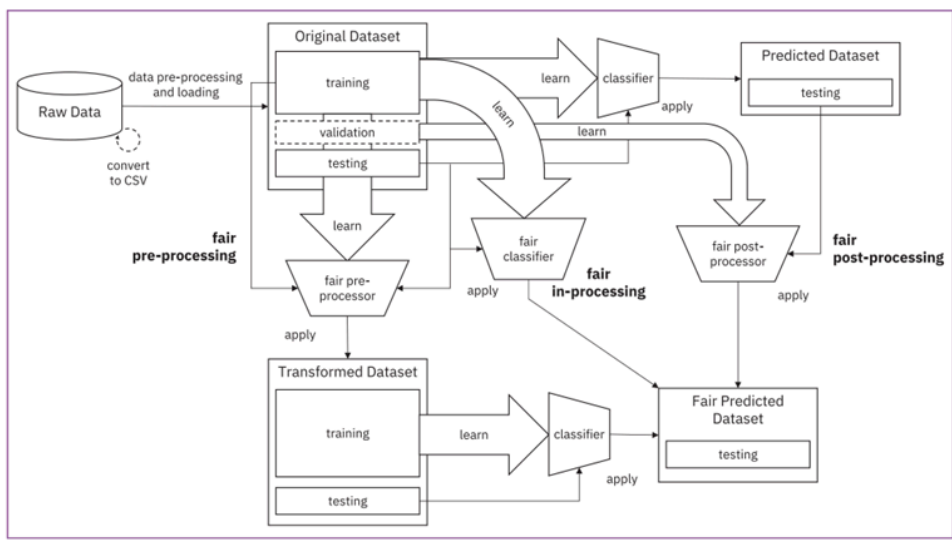 Original Dataset
training
validation
testing
Raw Data
data pre-processing
and loading
convert
to CSV
learn
classifier
apply
Predicted Dataset
testing
learn
learn
learn
fair
pre-processing
fair pre-
processor
apply
fair
classifier
apply
fair
in-processing
fair post-
processor
apply
fair
post-processing
Transformed Dataset
training
testing
learn
classifier
apply
Fair Predicted
Dataset
testing